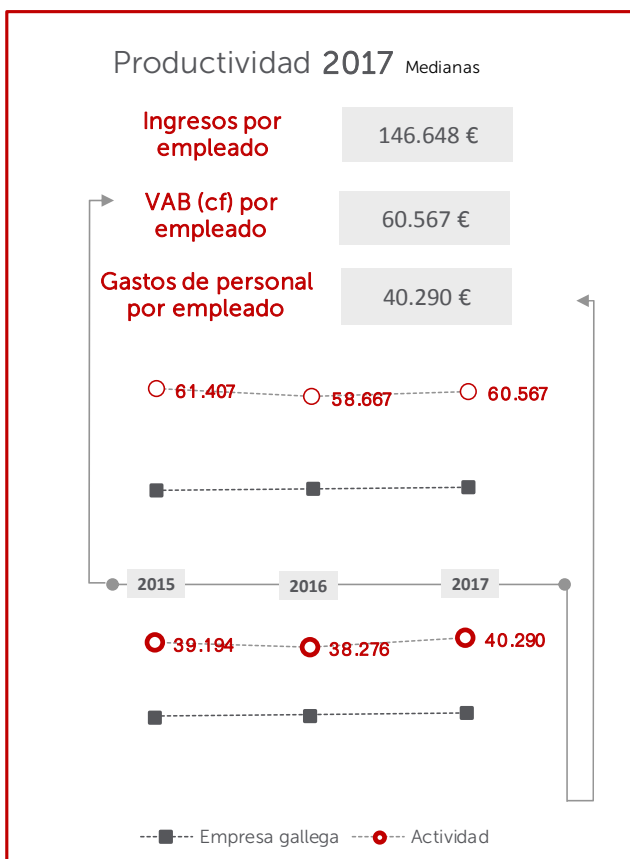 Productividad 2017 Medianas
Ingresos por
empleado
146.648 €
VAB (cf) por
empleado
60.567 €
Gastos de personal
por empleado
40.290 €
61.407
58.667
60.567
2015
2016
2017
39.194
38.276
40.290
Empresa gallega
Actividad